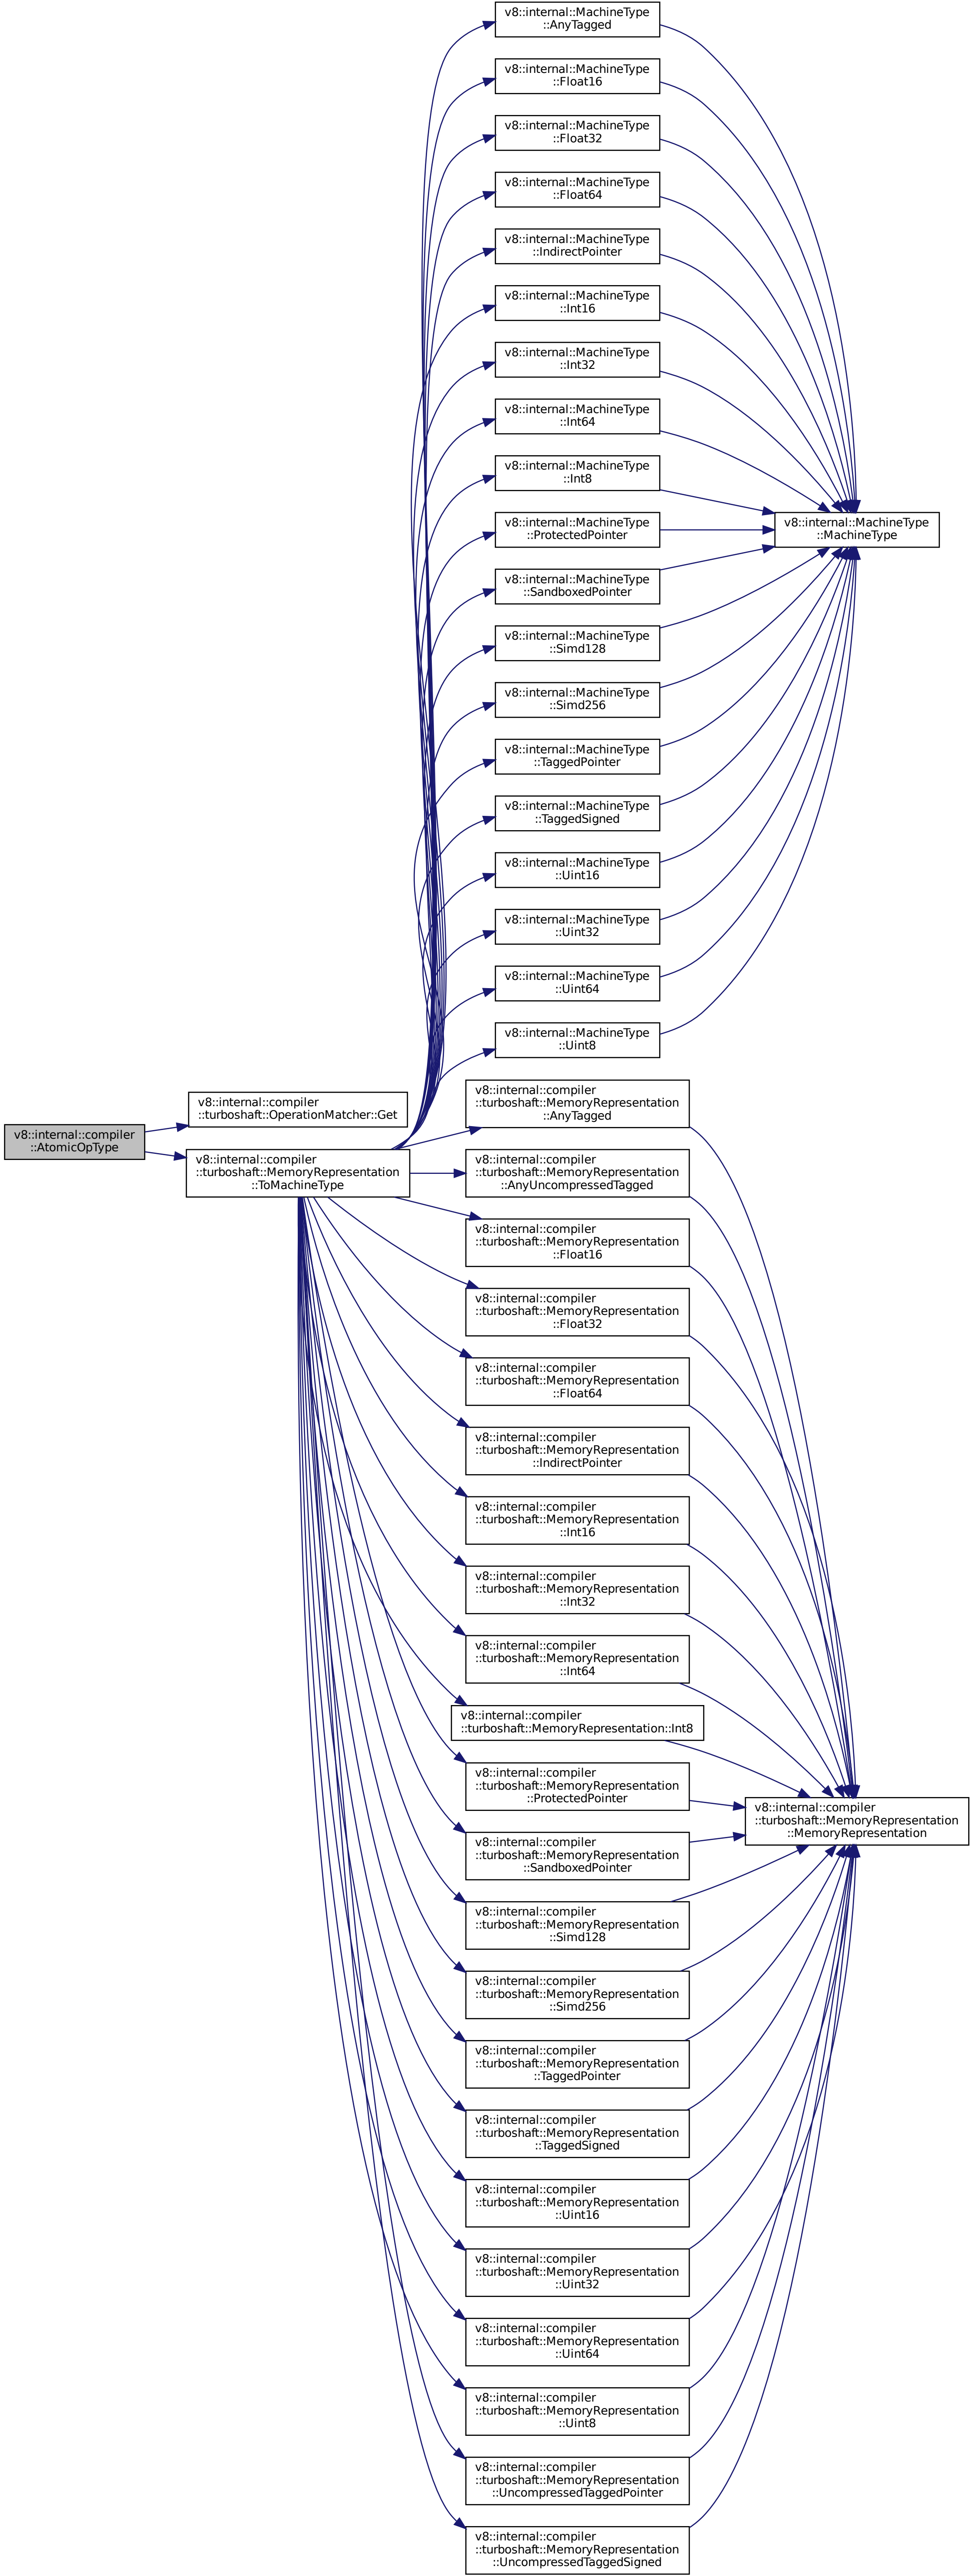 v8::internal::MachineType
::AnyTagged
v8::internal::MachineType
::Float16
v8::internal::MachineType
::Float32
v8::internal::MachineType
::Float64
v8::internal::MachineType
::IndirectPointer
v8::internal::MachineType
::Int16
v8::internal::MachineType
::Int32
v8::internal::MachineType
::Int64
v8::internal::MachineType
::Int8
v8::internal::MachineType
::ProtectedPointer
v8::internal::MachineType
::MachineType
v8::internal::MachineType
::SandboxedPointer
v8::internal::MachineType
::Simd128
v8::internal::MachineType
::Simd256
v8::internal::MachineType
::TaggedPointer
v8::internal::MachineType
::TaggedSigned
v8::internal::MachineType
::Uint16
v8::internal::MachineType
::Uint32
v8::internal::MachineType
::Uint64
v8::internal::MachineType
::Uint8
v8::internal::compiler
::AtomicOpType
v8::internal::compiler
::turboshaft::OperationMatcher::Get
v8::internal::compiler
::turboshaft::MemoryRepresentation
::ToMachineType
v8::internal::compiler
::turboshaft::MemoryRepresentation
::AnyTagged
v8::internal::compiler
::turboshaft::MemoryRepresentation
::AnyUncompressedTagged
v8::internal::compiler
::turboshaft::MemoryRepresentation
::Float16
v8::internal::compiler
::turboshaft::MemoryRepresentation
::Float32
v8::internal::compiler
::turboshaft::MemoryRepresentation
::Float64
v8::internal::compiler
::turboshaft::MemoryRepresentation
::IndirectPointer
v8::internal::compiler
::turboshaft::MemoryRepresentation
::Int16
v8::internal::compiler
::turboshaft::MemoryRepresentation
::Int32
v8::internal::compiler
::turboshaft::MemoryRepresentation
::Int64
v8::internal::compiler
::turboshaft::MemoryRepresentation::Int8
v8::internal::compiler
::turboshaft::MemoryRepresentation
::ProtectedPointer
v8::internal::compiler
::turboshaft::MemoryRepresentation
::MemoryRepresentation
v8::internal::compiler
::turboshaft::MemoryRepresentation
::SandboxedPointer
v8::internal::compiler
::turboshaft::MemoryRepresentation
::Simd128
v8::internal::compiler
::turboshaft::MemoryRepresentation
::Simd256
v8::internal::compiler
::turboshaft::MemoryRepresentation
::TaggedPointer
v8::internal::compiler
::turboshaft::MemoryRepresentation
::TaggedSigned
v8::internal::compiler
::turboshaft::MemoryRepresentation
::Uint16
v8::internal::compiler
::turboshaft::MemoryRepresentation
::Uint32
v8::internal::compiler
::turboshaft::MemoryRepresentation
::Uint64
v8::internal::compiler
::turboshaft::MemoryRepresentation
::Uint8
v8::internal::compiler
::turboshaft::MemoryRepresentation
::UncompressedTaggedPointer
v8::internal::compiler
::turboshaft::MemoryRepresentation
::UncompressedTaggedSigned